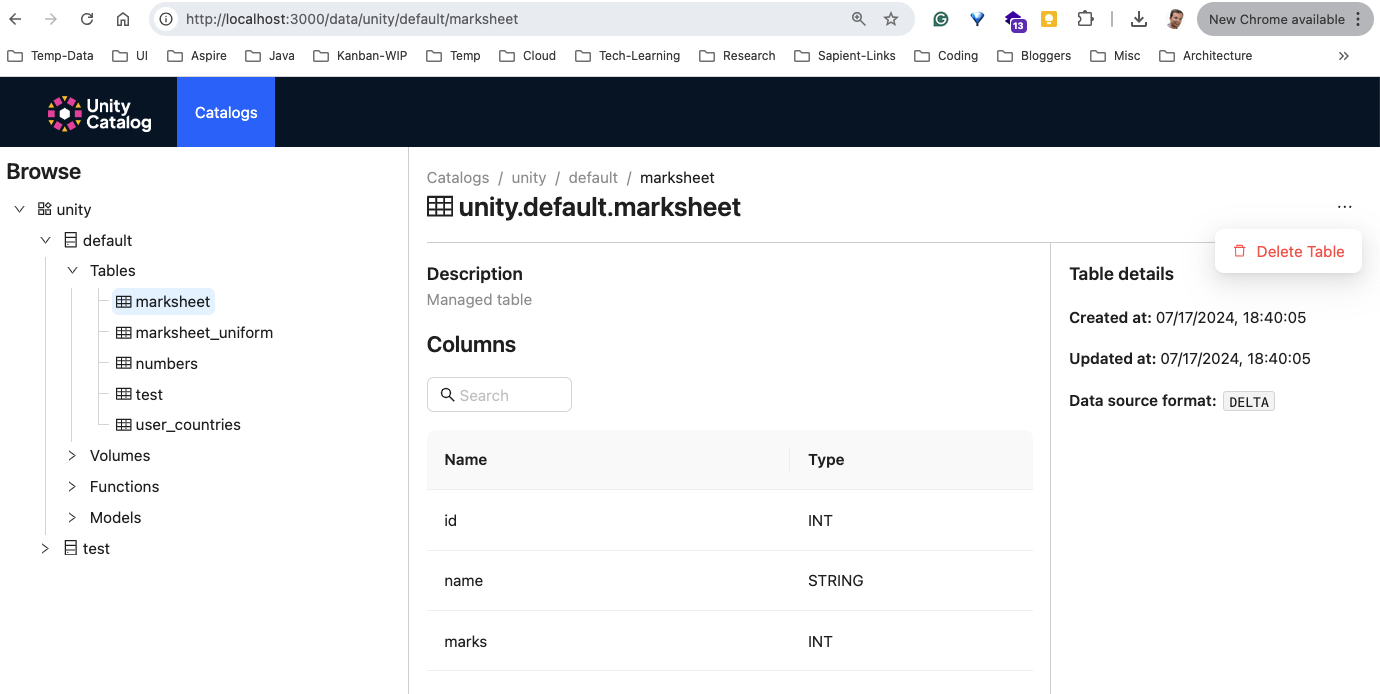 http://localhost:3000/data/unity/default/marksheet
13
New Chrome available
Temp-Data UI Aspire Java Kanban-WIP Temp Cloud Tech-Learning Research Sapient-Links Coding Bloggers Misc Architecture
Unity
Catalog
Catalogs
Browse
unity
default
Tables
marksheet
marksheet_uniform
numbers
test
user_countries
Volumes
Functions
Models
test
Catalogs / unity / default / marksheet
unity.default.marksheet
...
Delete Table
Description
Managed table
Columns
Search
Name Type
id INT
name STRING
marks INT
Table details
Created at: 07/17/2024, 18:40:05
Updated at: 07/17/2024, 18:40:05
Data source format: DELTA